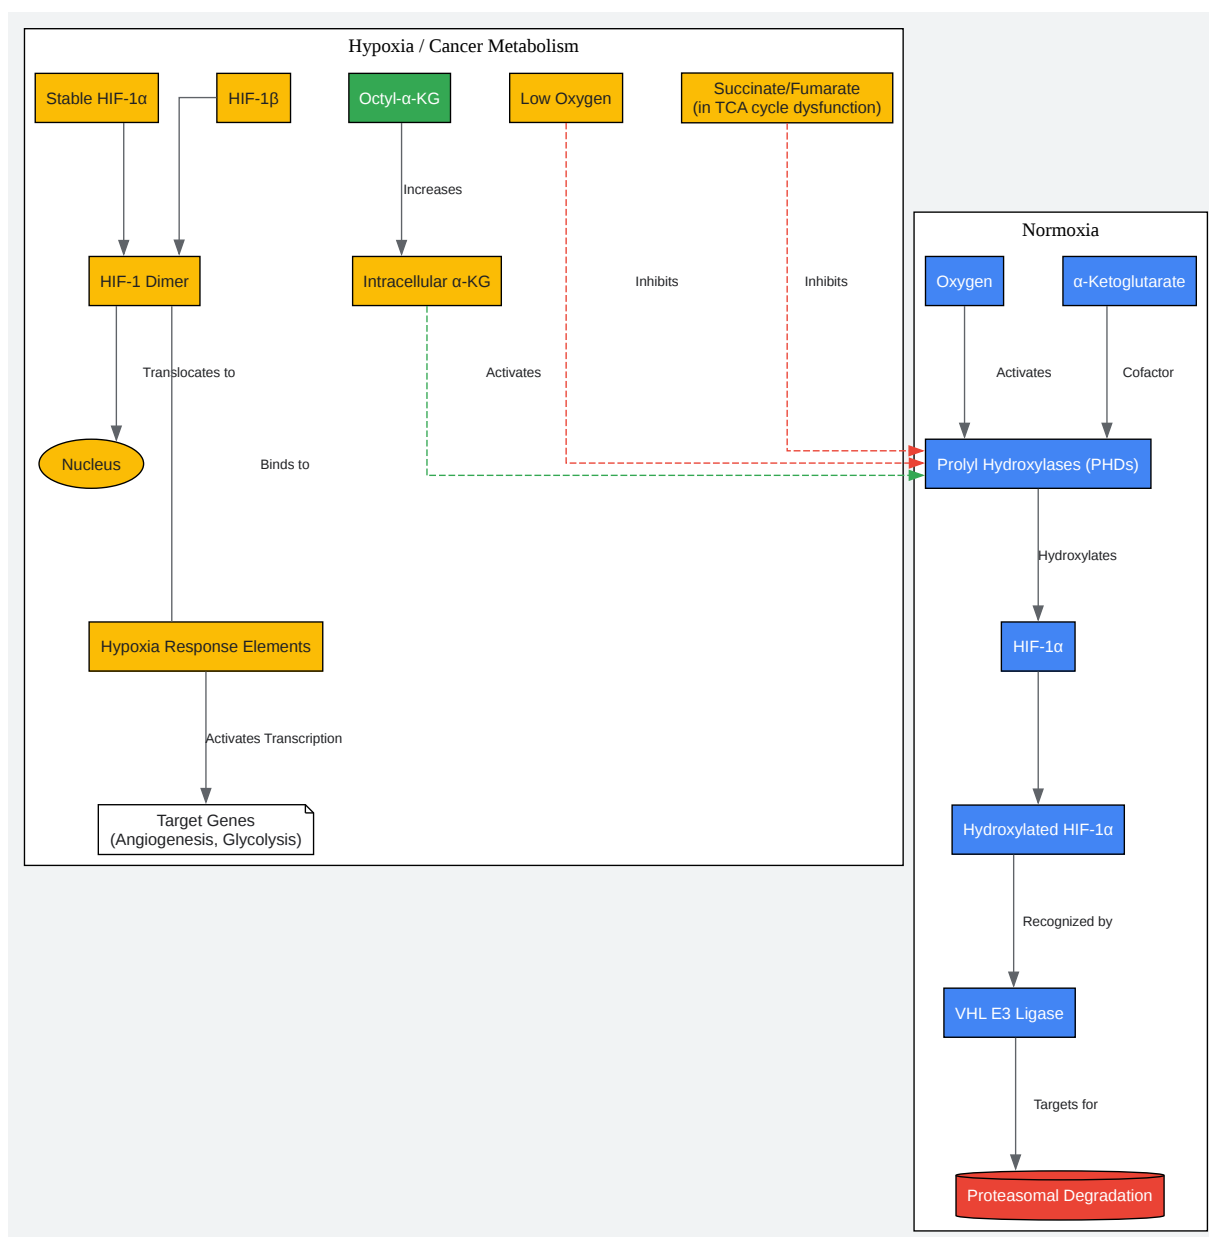 Hypoxia / Cancer Metabolism
Stable HIF-1α
HIF-1β
Octyl-α-KG
Low Oxygen
Succinate/Fumarate
(in TCA cycle dysfunction)
Increases
Normoxia
HIF-1 Dimer
Intracellular α-KG
Inhibits
Inhibits
Oxygen
α-Ketoglutarate
Translocates to
Activates
Activates
Cofactor
Nucleus
Binds to
Prolyl Hydroxylases (PHDs)
Hydroxylates
Hypoxia Response Elements
HIF-1α
Activates Transcription
Target Genes
(Angiogenesis, Glycolysis)
Hydroxylated HIF-1α
Recognized by
VHL E3 Ligase
Targets for
Proteasomal Degradation